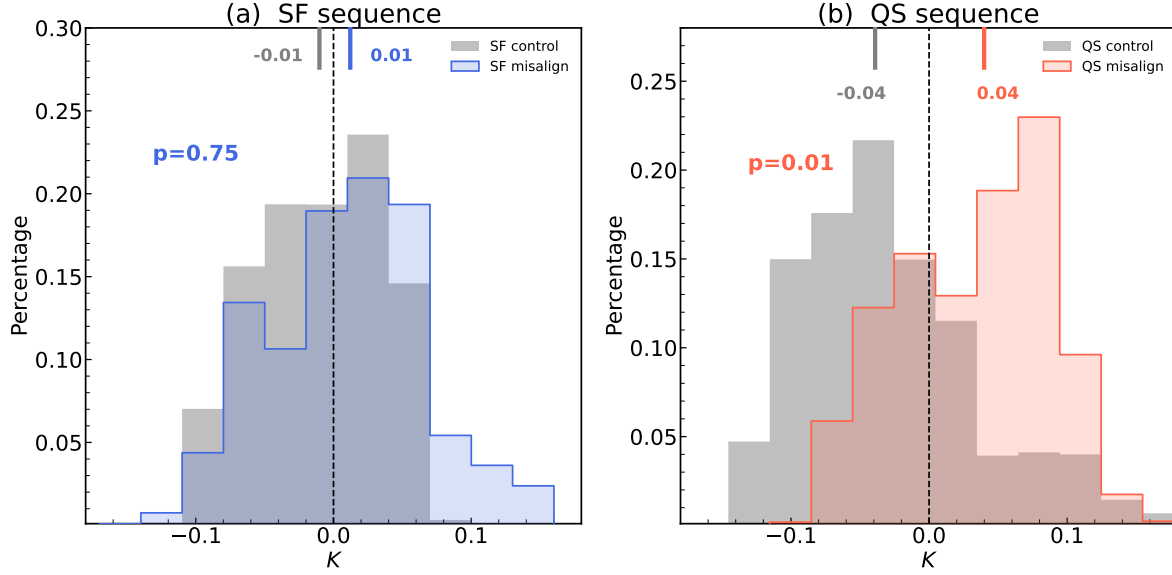 (a) SF sequence
0.30
0.25
0.20
0.15
0.10
0.05
Percentage
-0.01
0.01
SF control
SF misalign
p=0.75
−0.1
0.0
0.1
K
(b) QS sequence
0.25
0.20
0.15
0.10
0.05
Percentage
-0.04
0.04
QS control
QS misalign
p=0.01
−0.1
0.0
0.1
K